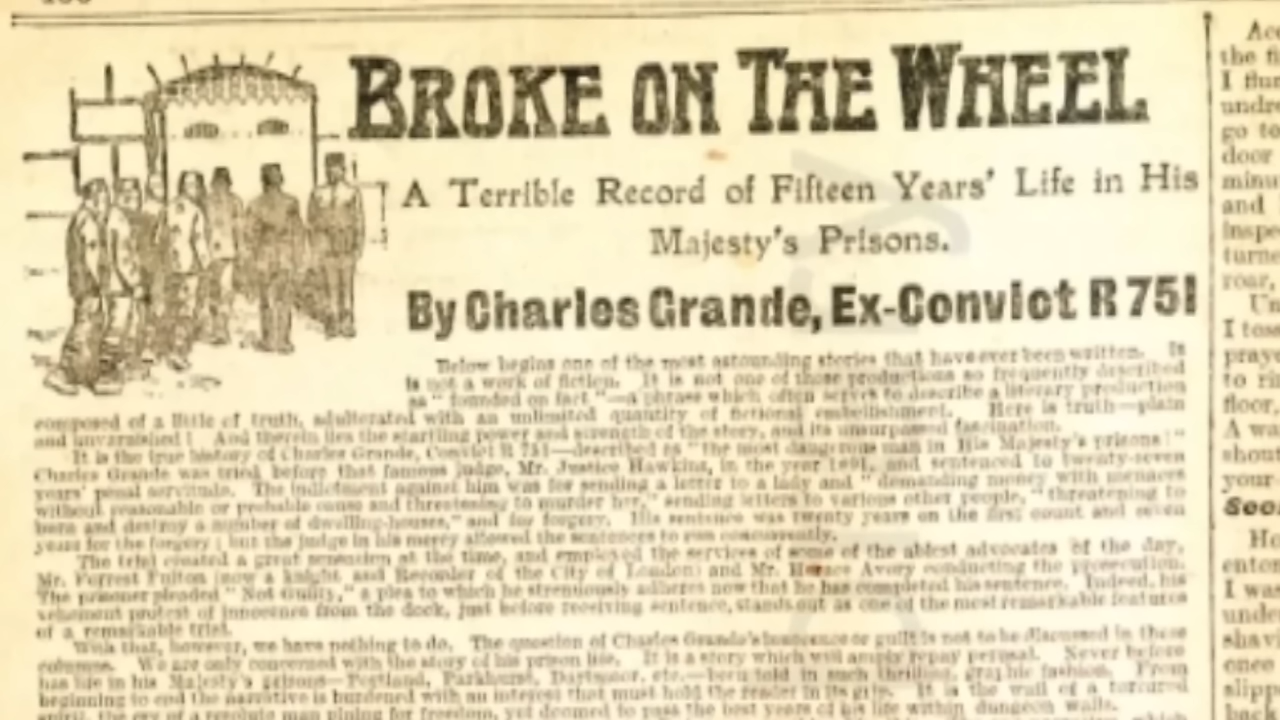 BROKE ON THE WHEEL
A Terrible Record of Fifteen Years' Life in His
Majesty's Prisons.
By Charles Grande, Ex-Convict R 751
Below begins one of the most astounding stories that have ever been written. It
is not a work of fiction. It is not one of those productions so frequently described
as "founded on fact"—a phrase which often serves to describe a literary production
composed of a little of truth, adulterated with an unlimited quantity of fictional embellishment. Here is truth—plain
and unvarnished! And therein lies the startling power and strength of the story, and its unsurpassed fascination.
It is the true history of Charles Grande, Convict R 751—described as "the most dangerous man in His Majesty's prisons!"
Charles Grande was tried before that famous judge, Mr. Justice Hawkins, in the year 1891, and sentenced to twenty-seven
years' penal servitude. The indictment against him was for sending a letter to a lady and "demanding money with menaces
without reasonable or probable cause and threatening to murder her," sending letters to various other people, "threatening to
burn and destroy a number of dwelling-houses," and for forgery. His sentence was twenty years on the first count and seven
years for the forgery; but the judge in his mercy allowed the sentences to run concurrently.
The trial created a great sensation at the time, and employed the services of some of the ablest advocates of the day,
Mr. Forrest Fulton (now a knight, and Recorder of the City of London) and Mr. Horace Avory conducting the prosecution.
The prisoner pleaded "Not Guilty," a plea to which he strenuously adheres now that he has completed his sentence. Indeed, his
vehement protest of innocence from the dock, just before receiving sentence, stands out as one of the most remarkable features
of a remarkable trial.
With that, however, we have nothing to do. The question of Charles Grande's innocence or guilt is not to be discussed in these
columns. We are only concerned with the story of his prison life. It is a story which will amply repay perusal. Never before
has life in his Majesty's prisons—Portland, Parkhurst, Dartmoor, etc.—been told in such thrilling, graphic fashion. From
beginning to end the narrative is burdened with an interest that must hold the reader in its grip. It is the wail of a tortured
spirit, the cry of a resolute man pining for freedom, yet doomed to pass the best years of his life within dungeon walls.
the
I
go to
door
and
roar,
I
to
floor,
A
your
I was
once